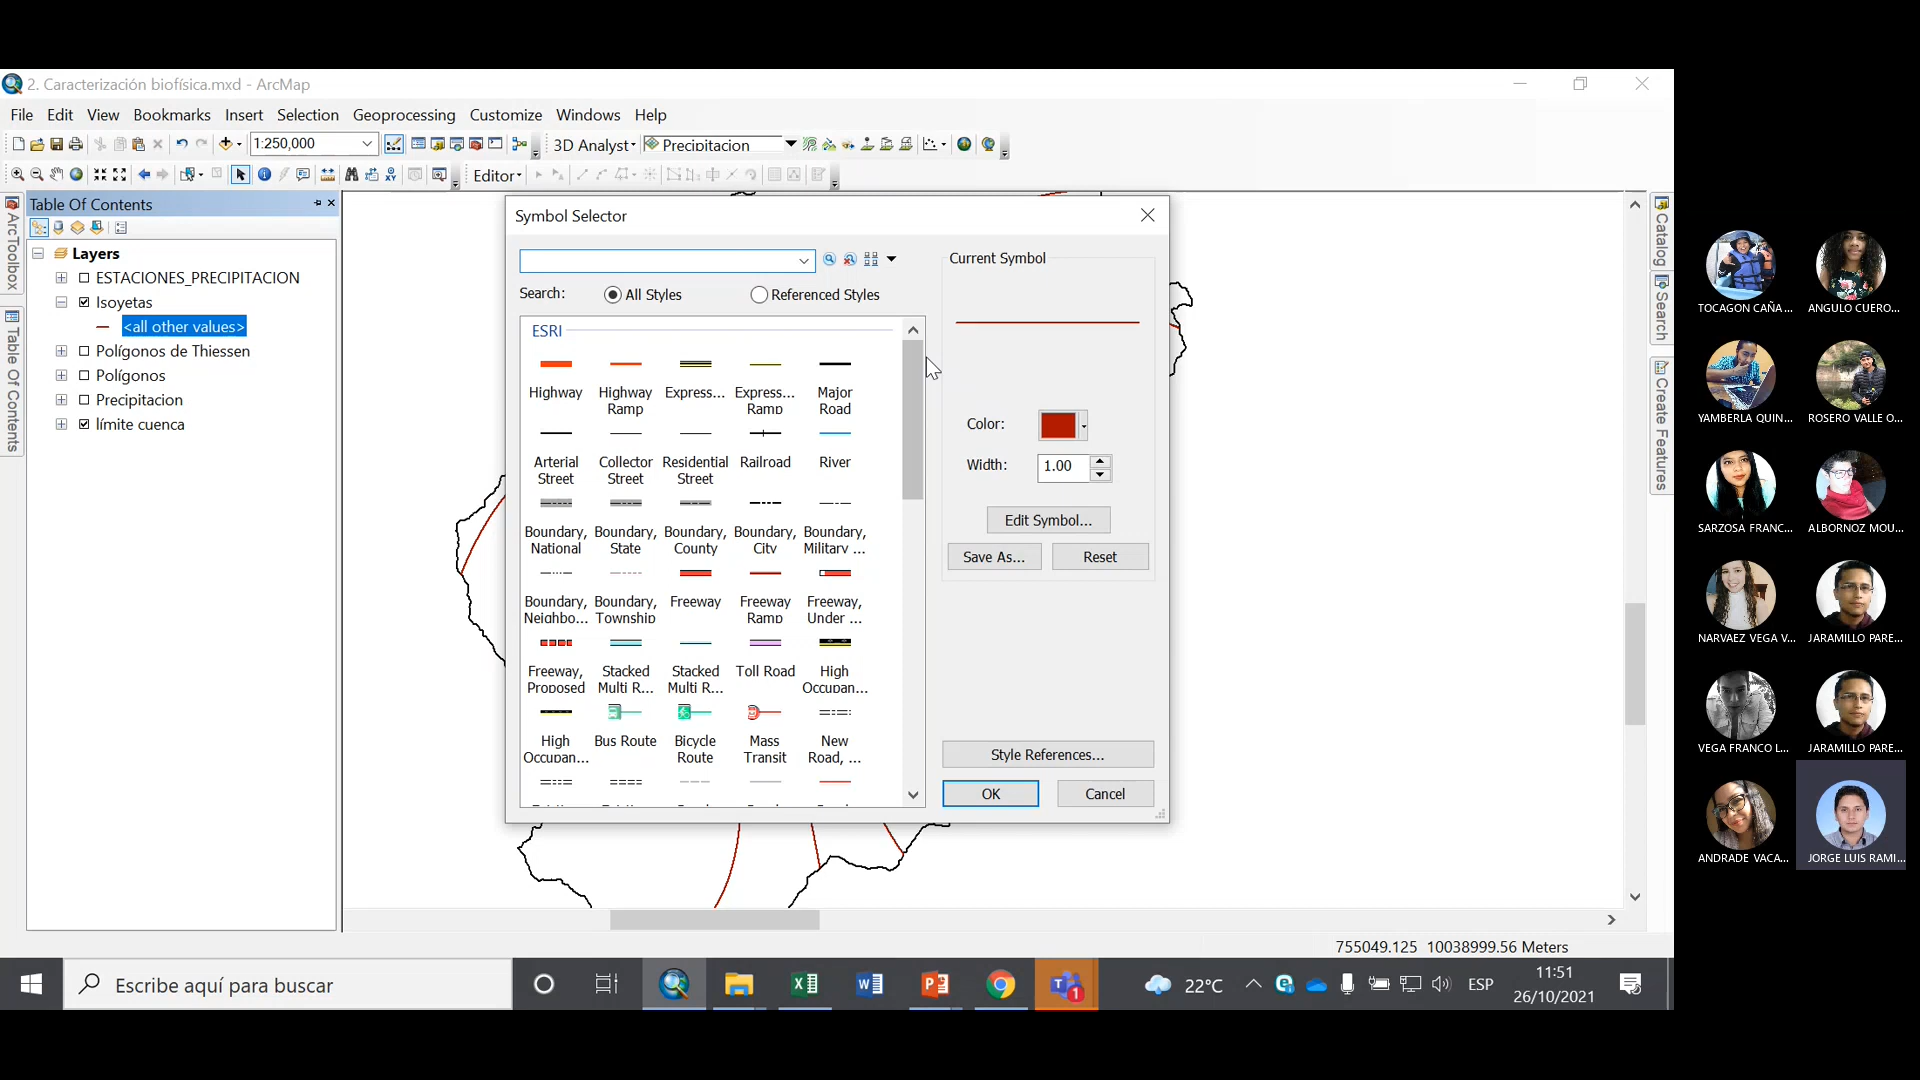 2. Caracterización biofísica.mxd - ArcMap
File Edit View Bookmarks Insert Selection Geoprocessing Customize Windows Help
1:250,000
3D Analyst
Precipitacion
Editor
ArcToolbox
Table Of Contents
Table Of Contents
Layers
ESTACIONES_PRECIPITACION
Isoyetas
<all other values>
Polígonos de Thiessen
Polígonos
Precipitacion
límite cuenca
Symbol Selector
Search:
All Styles
Referenced Styles
ESRI
Highway
Highway Ramp
Express...
Express... Ramp
Major Road
Arterial Street
Collector Street
Residential Street
Railroad
River
Boundary, National
Boundary, State
Boundary, County
Boundary, City
Boundary, Military ...
Boundary, Neighbo...
Boundary, Township
Freeway
Freeway Ramp
Freeway, Under ...
Freeway, Proposed
Stacked Multi R...
Stacked Multi R...
Toll Road
High Occupan...
High Occupan...
Bus Route
Bicycle Route
Mass Transit
New Road, ...
Current Symbol
Color:
Width:
1.00
Edit Symbol...
Save As...
Reset
Style References...
OK
Cancel
Catalog
Search
Create Features
755049.125 10038999.56 Meters
Escribe aquí para buscar
1
22°C
ESP
11:51
26/10/2021
TOCAGON CAÑA...
ANGULO CUERO...
YAMBERLA QUIN...
ROSERO VALLE O...
SARZOSA FRANC...
ALBORNOZ MOU...
NARVAEZ VEGA V...
JARAMILLO PARE...
VEGA FRANCO L...
JARAMILLO PARE...
ANDRADE VACA...
JORGE LUIS RAMI...